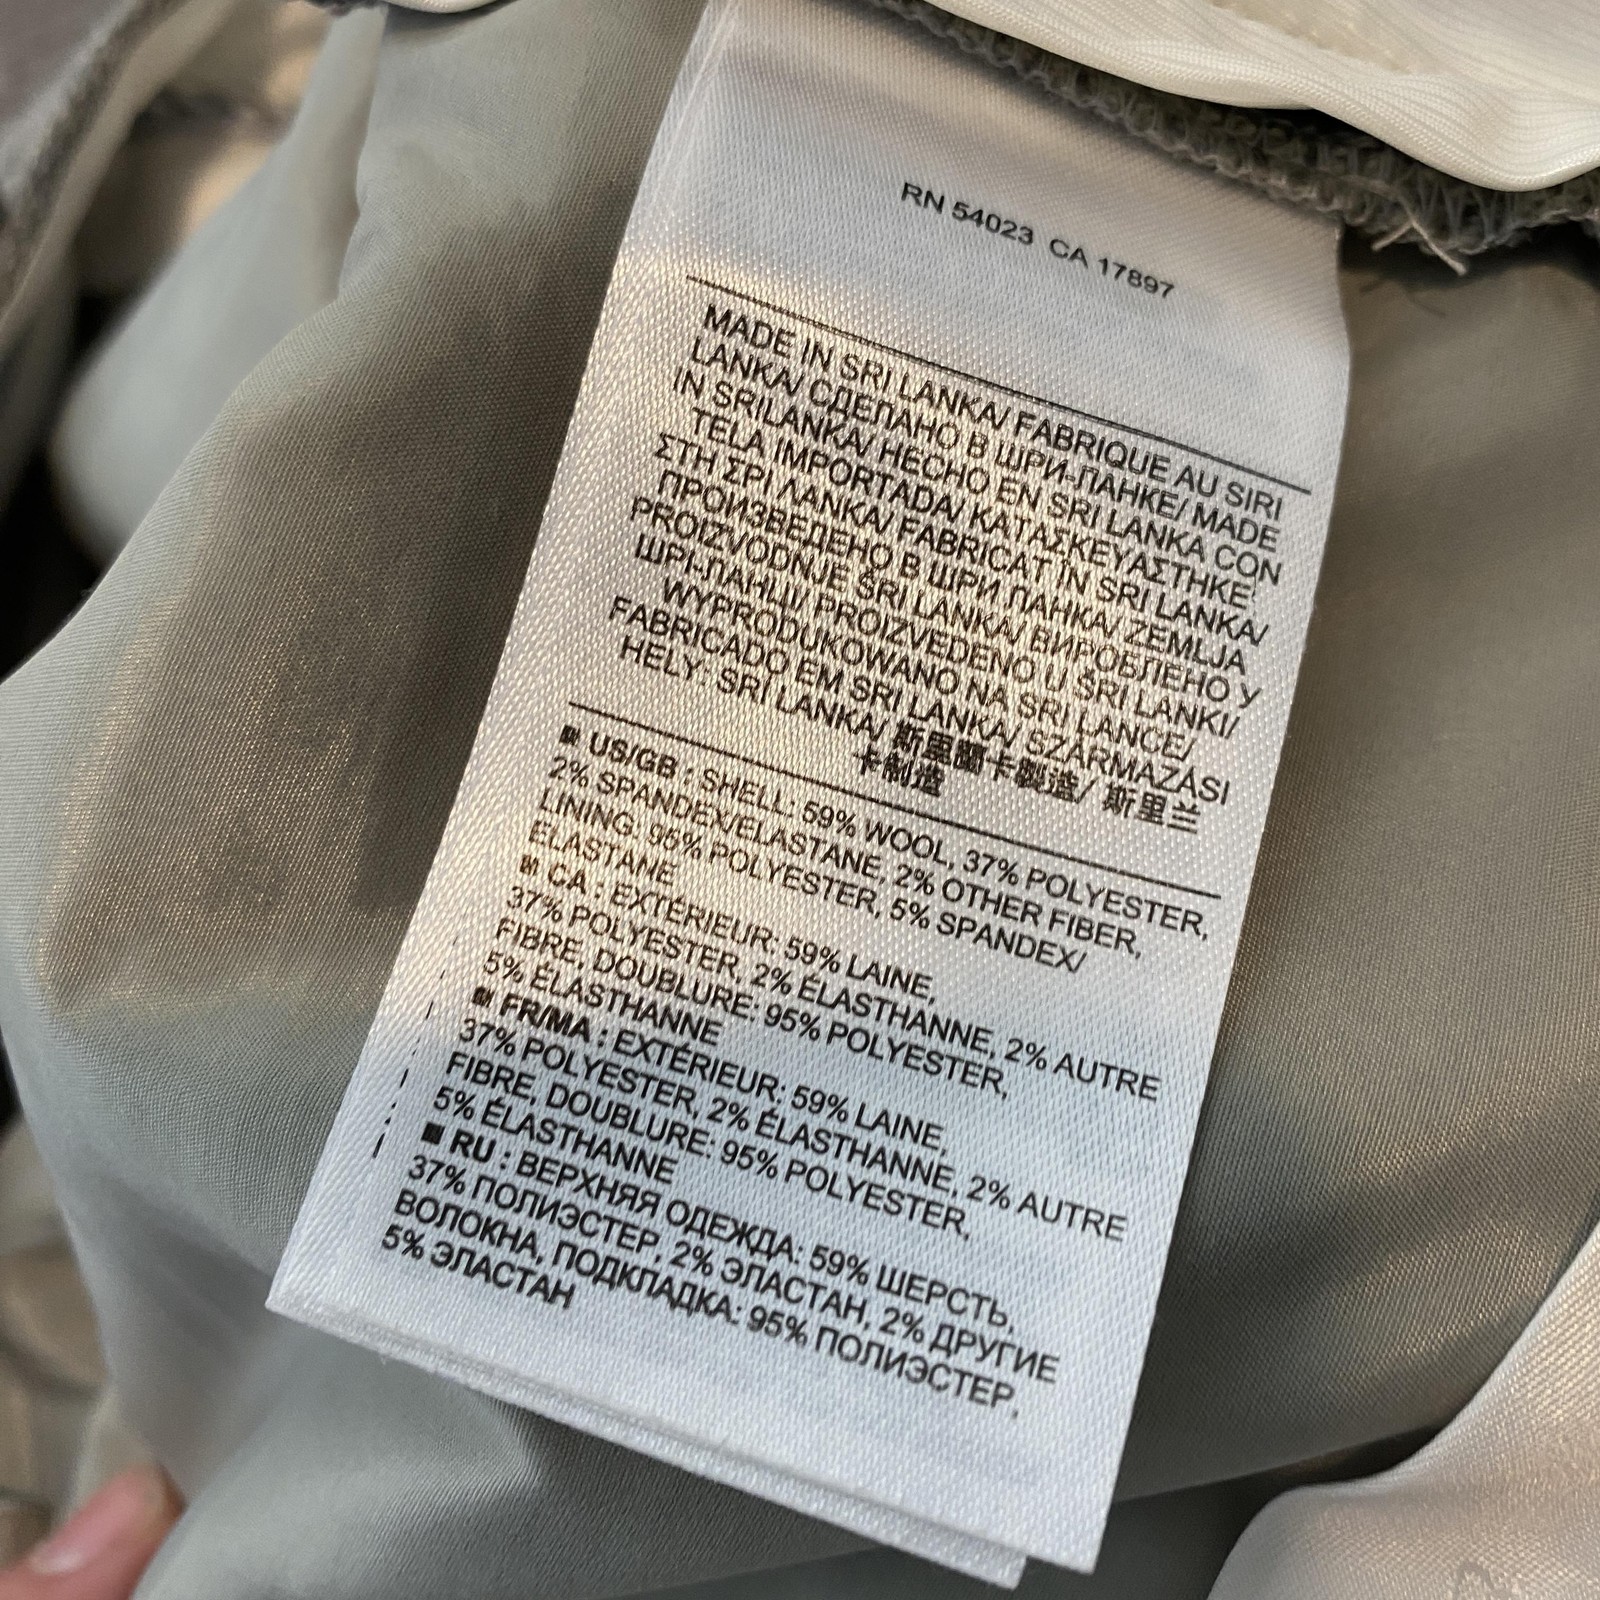 RN 54023 CA 17897
MADE IN SRI LANKA/ FABRIQUE AU SIRI
LANKA/ СДЕЛАНО В ШРИ-ЛАНКЕ/ MADE
IN SRILANKA/ HECHO EN SRI LANKA CON
TELA IMPORTADA/ ΚΑΤΑΣΚΕΥΑΣΤΗΚΕ
ΣΤΗ ΣΡΙ ΛΑΝΚΑ/ FABRICAT ÎN SRI LANKA/
ПРОИЗВЕДЕНО В ШРИ ЛАНКА/ ZEMLJA
PROIZVODNJE ŠRI LANKA/ ВИРОБЛЕНО У
ШРІ-ЛАНЦІ/ PROIZVEDENO U ŠRI LANKI/
WYPRODUKOWANO NA SRI LANCE/
FABRICADO EM SRI LANKA/ SZÁRMAZÁSI
HELY: SRÍ LANKA/ 斯里蘭卡製造/ 斯里兰
卡制造
US/GB : SHELL: 59% WOOL, 37% POLYESTER,
2% SPANDEX/ELASTANE, 2% OTHER FIBER,
LINING: 95% POLYESTER, 5% SPANDEX/
ELASTANE
CA : EXTÉRIEUR: 59% LAINE,
37% POLYESTER, 2% ÉLASTHANNE, 2% AUTRE
FIBRE, DOUBLURE: 95% POLYESTER,
5% ÉLASTHANNE
FR/MA : EXTÉRIEUR: 59% LAINE,
37% POLYESTER, 2% ÉLASTHANNE, 2% AUTRE
FIBRE, DOUBLURE: 95% POLYESTER,
5% ÉLASTHANNE
RU : ВЕРХНЯЯ ОДЕЖДА: 59% ШЕРСТЬ,
37% ПОЛИЭСТЕР, 2% ЭЛАСТАН, 2% ДРУГИЕ
ВОЛОКНА, ПОДКЛАДКА: 95% ПОЛИЭСТЕР,
5% ЭЛАСТАН